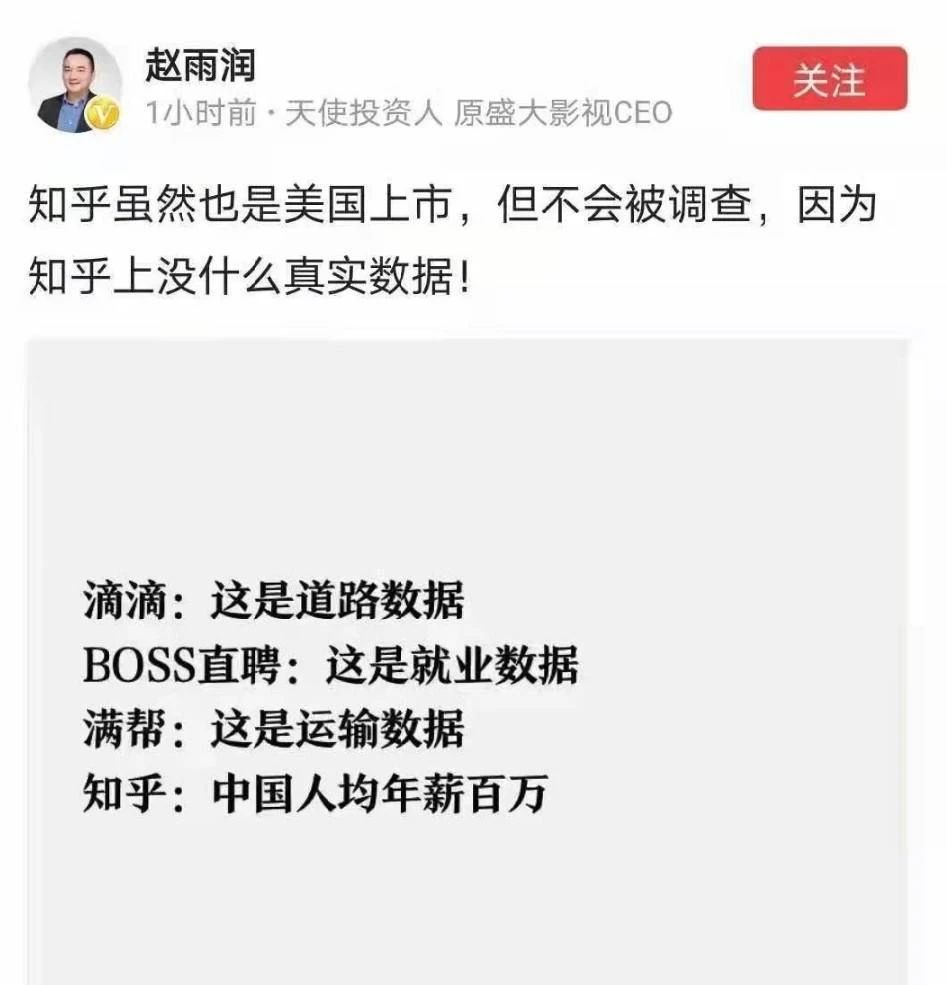 赵雨润
关注
1小时前·天使投资人 原盛大影视CEO
知乎虽然也是美国上市，但不会被调查，因为
知乎上没什么真实数据！
滴滴：这是道路数据
BOSS直聘：这是就业数据
满帮：这是运输数据
知乎：中国人均年薪百万